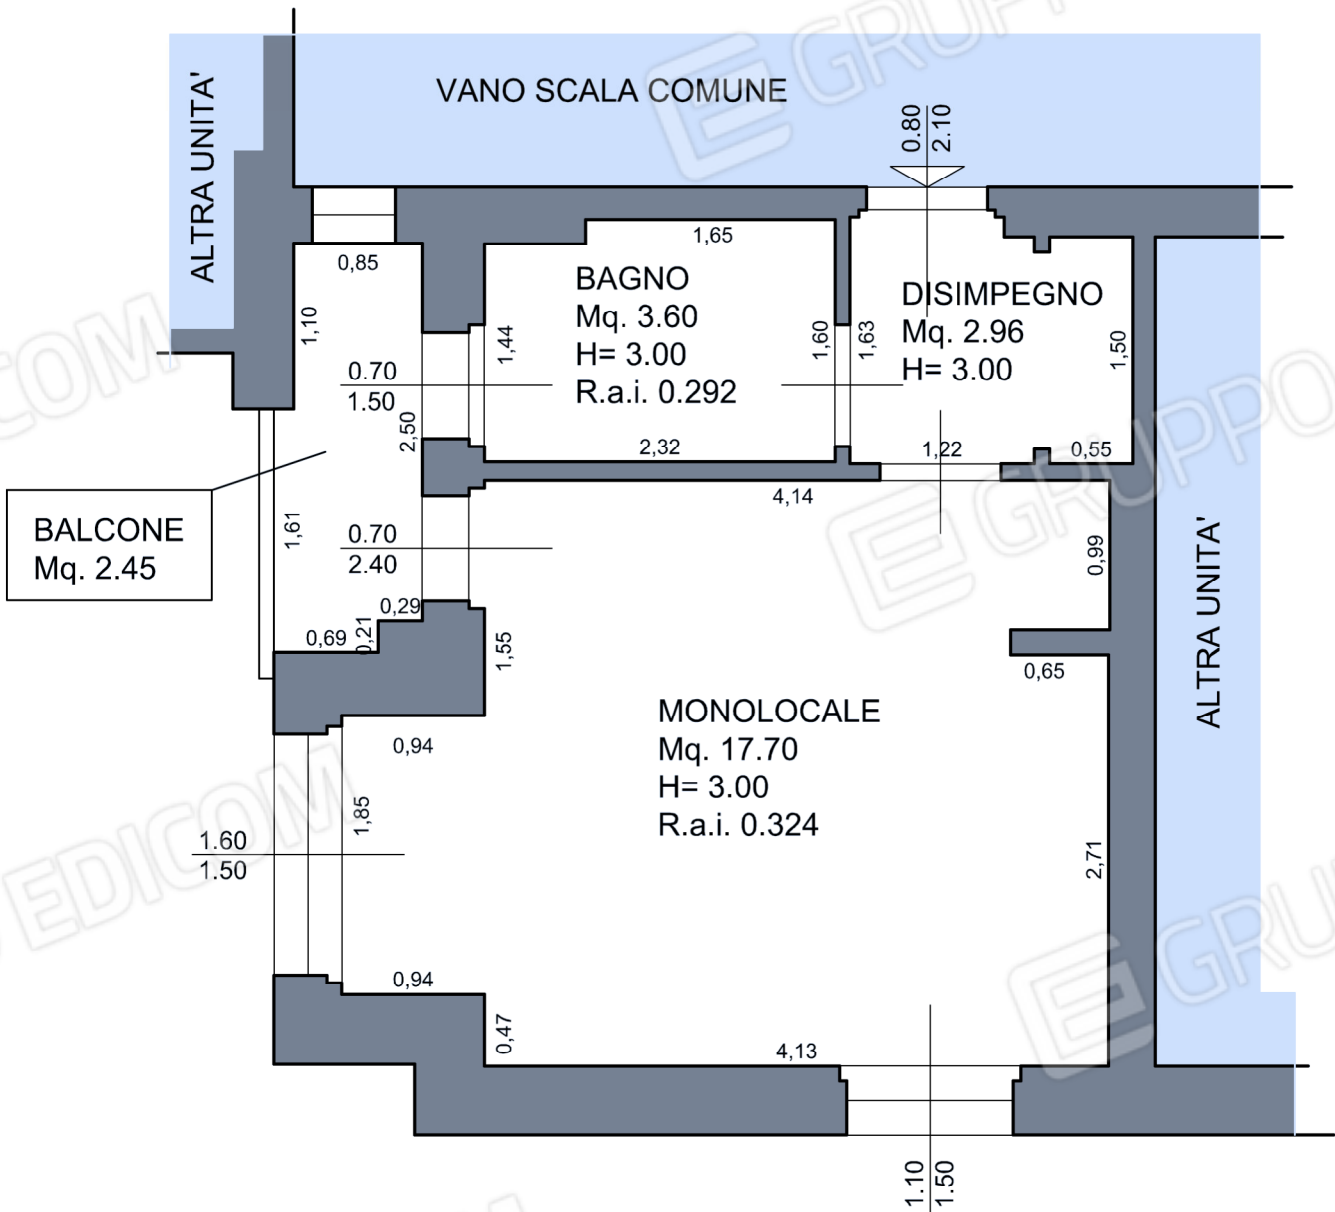 VANO SCALA COMUNE
ALTRA UNITA'
0.80
2.10
0,85
1,65
1,10
BAGNO
Mq. 3.60
H= 3.00
R.a.i. 0.292
DISIMPEGNO
Mq. 2.96
H= 3.00
1,44
1,60
1,63
1,50
0.70
1.50
2,50
2,32
1,22
0,55
4,14
BALCONE
Mq. 2.45
1,61
0.70
2.40
0,99
0,29
0,21
0,69
1,55
0,65
ALTRA UNITA'
MONOLOCALE
Mq. 17.70
H= 3.00
R.a.i. 0.324
0,94
1,85
1.60
1.50
2,71
0,94
0,47
4,13
1.10
1.50
GRUPPO
EDICOM
GRUPPO
COM
GRU